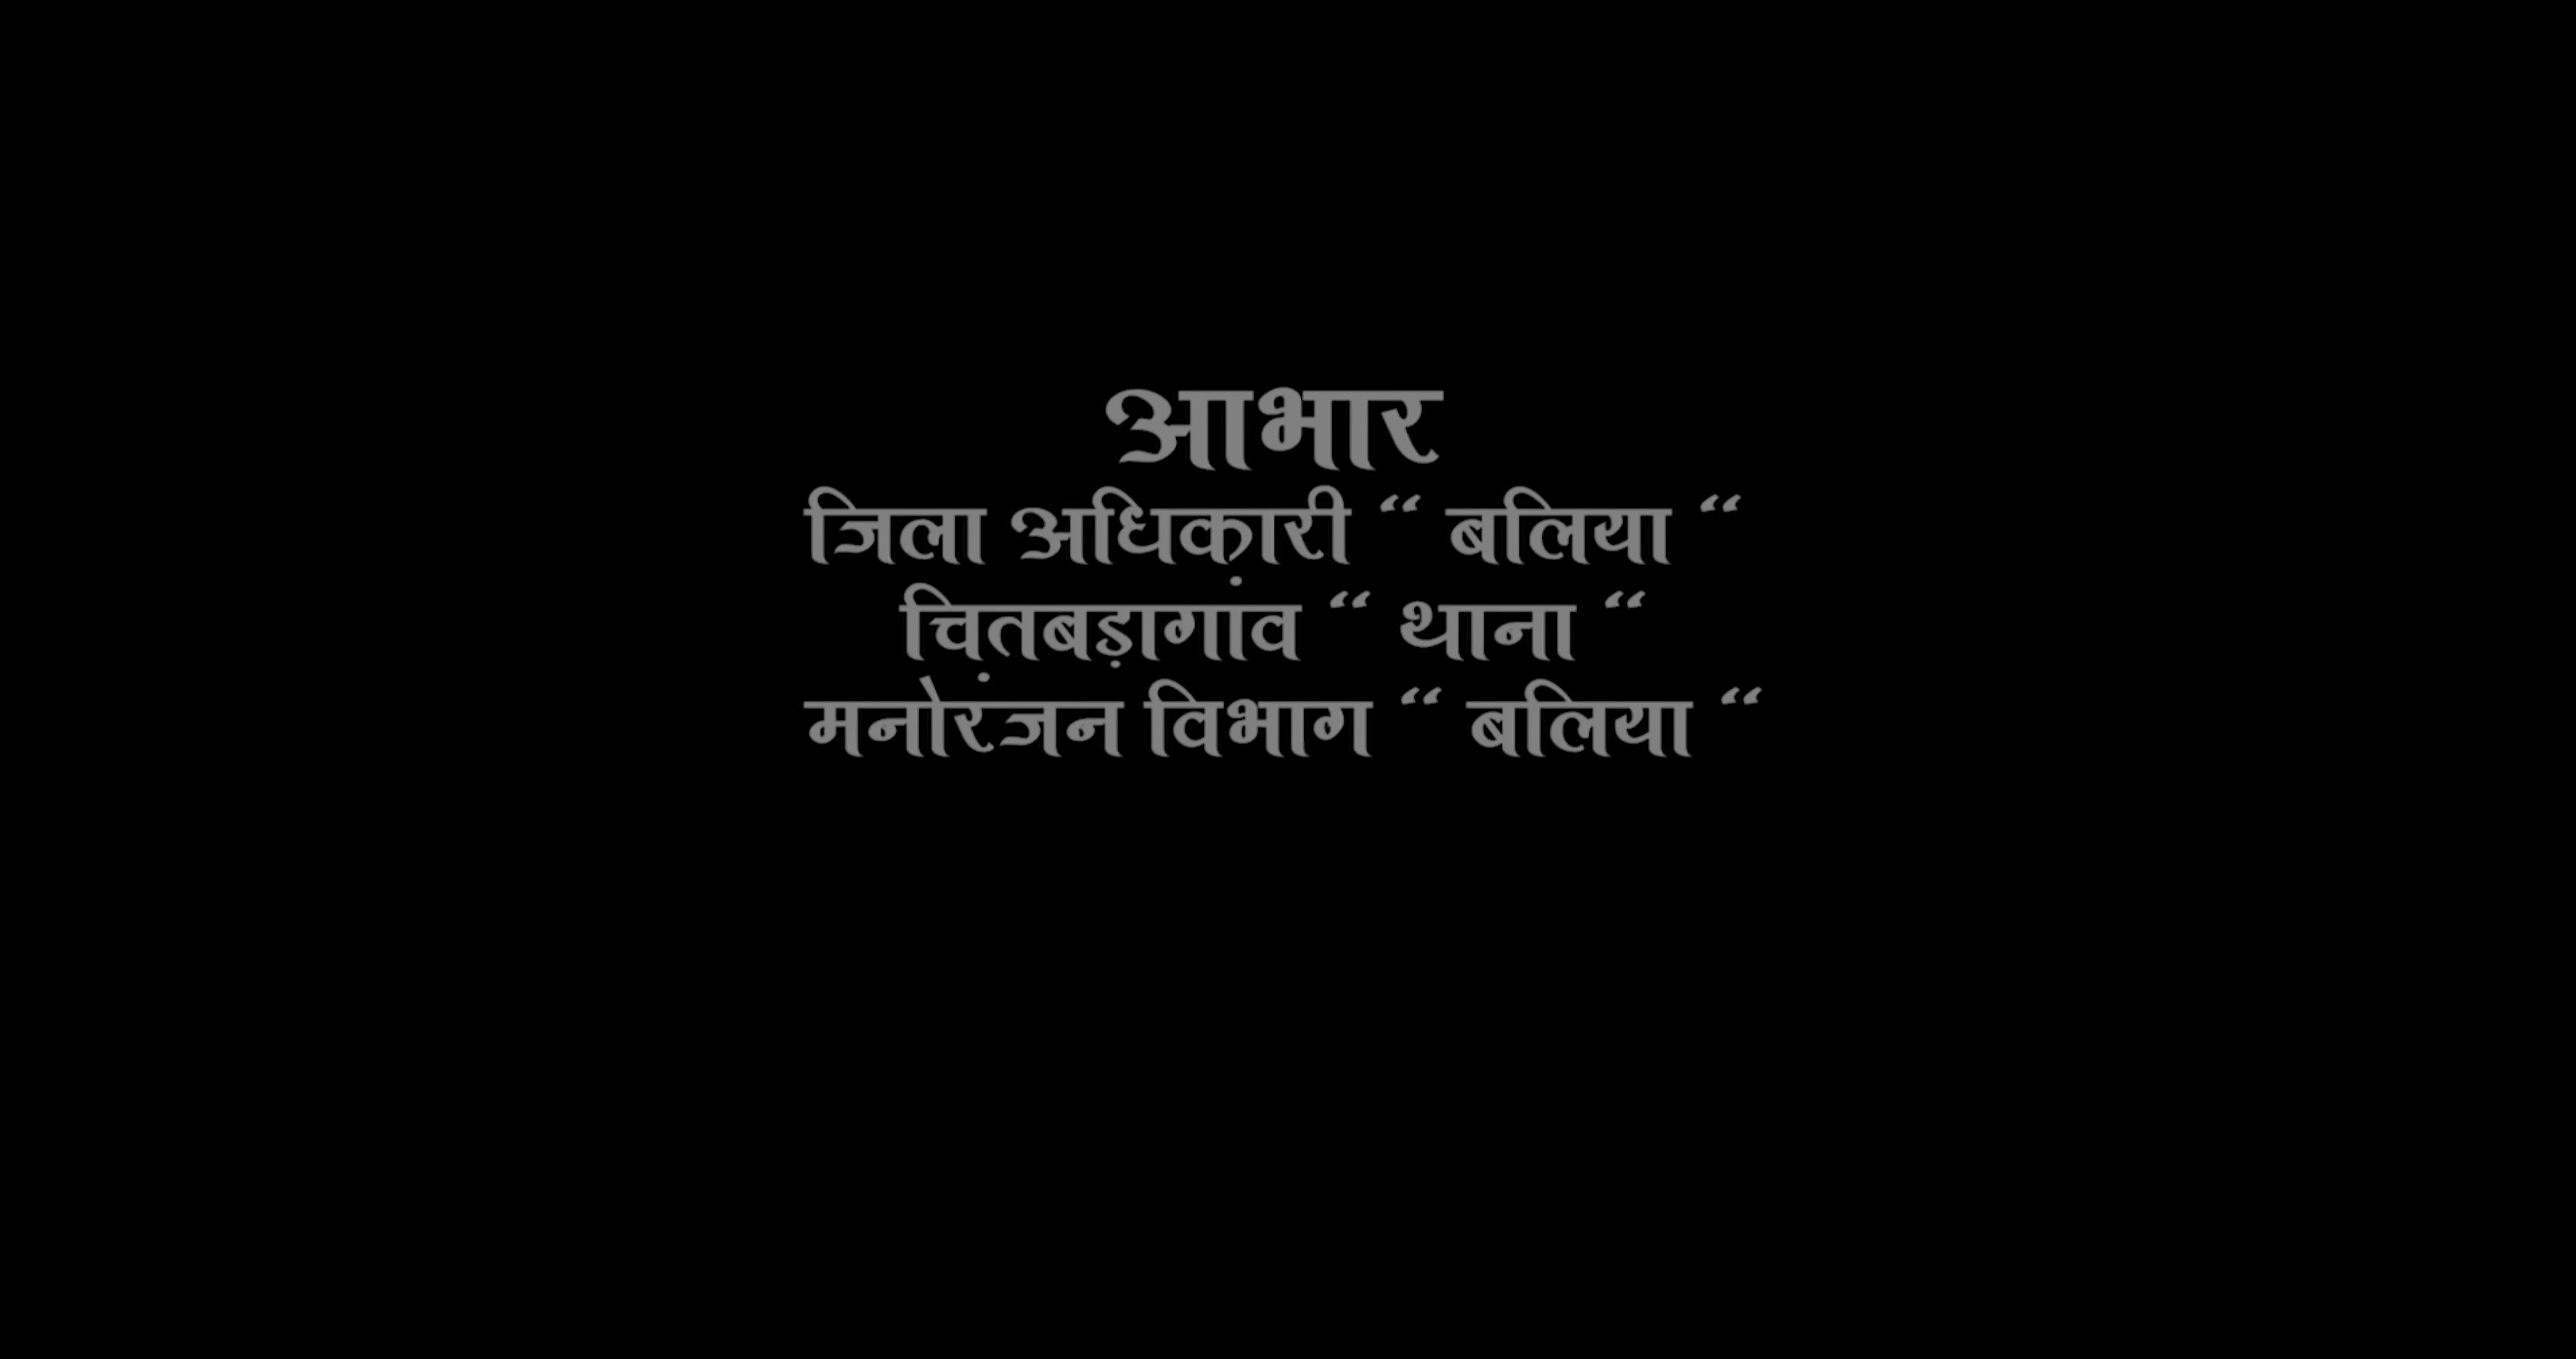 आभार
जिला अधिकारी “ बलिया “
चितबड़ागांव “ थाना “
मनोरंजन विभाग “ बलिया “